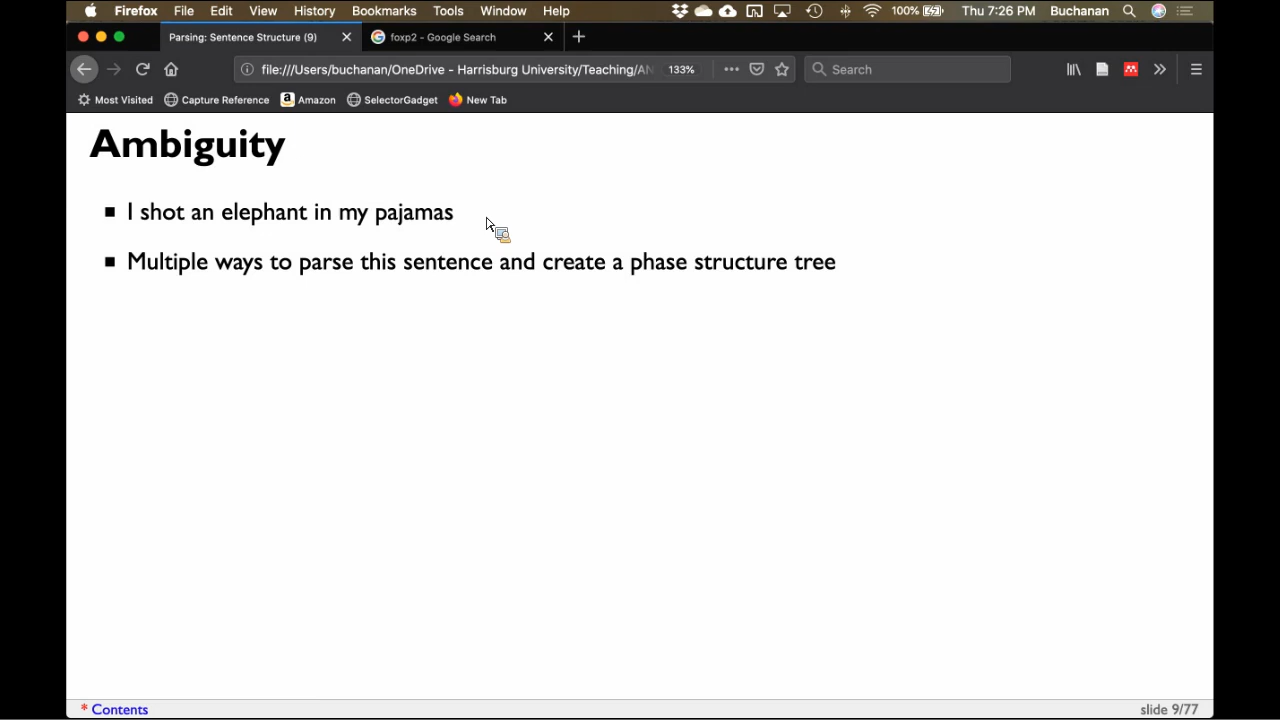 Firefox File Edit View History Bookmarks Tools Window Help 100% Thu 7:26 PM Buchanan
Parsing: Sentence Structure (9) foxp2 - Google Search
file:///Users/buchanan/OneDrive - Harrisburg University/Teaching/AN 133% Search
Most Visited Capture Reference Amazon SelectorGadget New Tab
Ambiguity
I shot an elephant in my pajamas
Multiple ways to parse this sentence and create a phase structure tree
* Contents slide 9/77